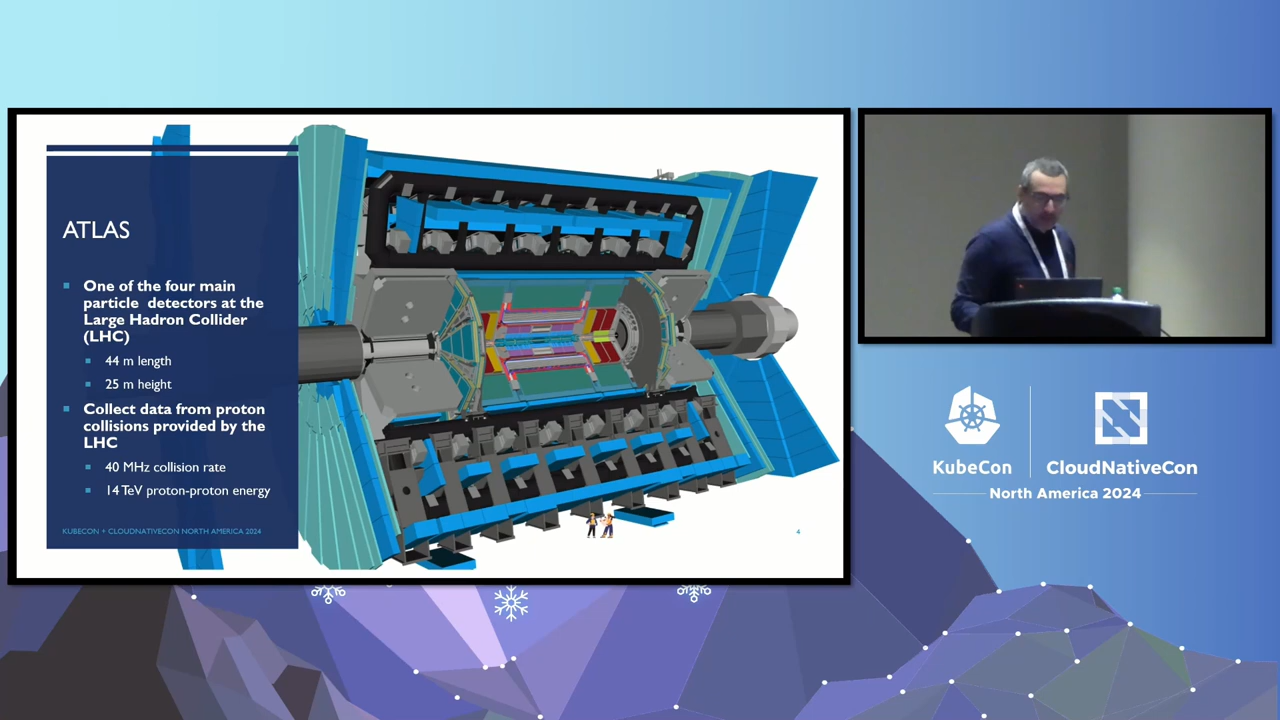 ATLAS
▪ One of the four main
particle detectors at the
Large Hadron Collider
(LHC)
▪ 44 m length
▪ 25 m height
▪ Collect data from proton
collisions provided by the
LHC
▪ 40 MHz collision rate
▪ 14 TeV proton-proton energy
KUBECON + CLOUDNATIVECON NORTH AMERICA 2024
4
KubeCon
CloudNativeCon
North America 2024